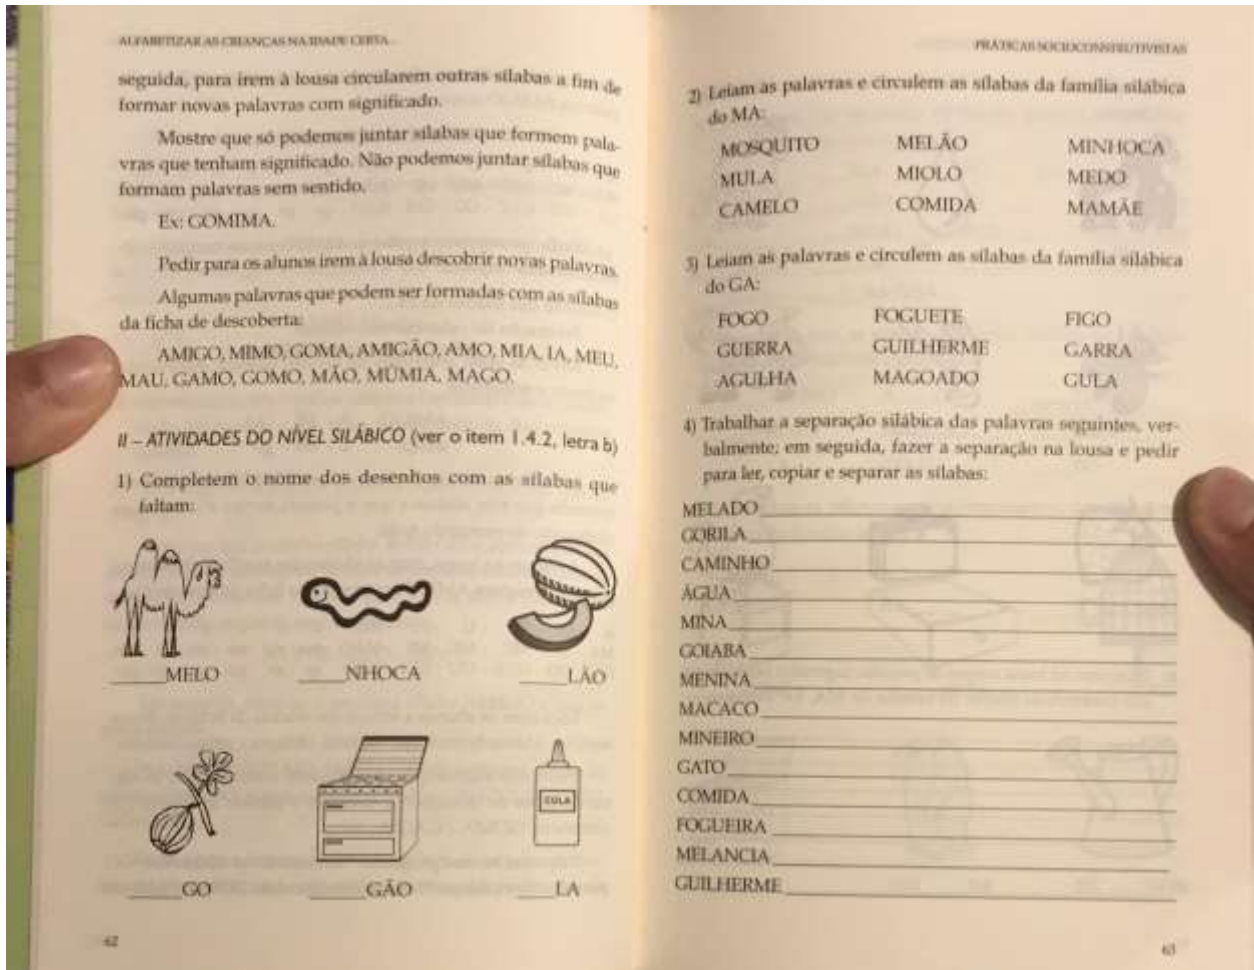 ALFABETIZAR AS CRIANÇAS NA IDADE CERTA...
seguida, para irem à lousa circularem outras sílabas a fim de
formar novas palavras com significado.
Mostre que só podemos juntar sílabas que formem pala-
vras que tenham significado. Não podemos juntar sílabas que
formam palavras sem sentido.
Ex: GOMIMA.
Pedir para os alunos irem à lousa descobrir novas palavras.
Algumas palavras que podem ser formadas com as sílabas
da ficha de descoberta:
AMIGO, MIMO, GOMA, AMIGÃO, AMO, MIA, IA, MEU,
MAU, GAMO, GOMO, MÃO, MÚMIA, MAGO.
II – ATIVIDADES DO NÍVEL SILÁBICO (ver o item 1.4.2, letra b)
1) Completem o nome dos desenhos com as sílabas que
faltam:
_____MELO _____NHOCA _____LÃO
COLA
_____GO _____GÃO _____LA
62
PRÁTICAS SOCIOCONSTRUTIVISTAS
2) Leiam as palavras e circulem as sílabas da família silábica
do MA:
MOSQUITO MELÃO MINHOCA
MULA MIOLO MEDO
CAMELO COMIDA MAMÃE
3) Leiam as palavras e circulem as sílabas da família silábica
do GA:
FOGO FOGUETE FIGO
GUERRA GUILHERME GARRA
AGULHA MAGOADO GULA
4) Trabalhar a separação silábica das palavras seguintes, ver-
balmente; em seguida, fazer a separação na lousa e pedir
para ler, copiar e separar as sílabas:
MELADO
GORILA
CAMINHO
ÁGUA
MINA
GOIABA
MENINA
MACACO
MINEIRO
GATO
COMIDA
FOGUEIRA
MELANCIA
GUILHERME
63